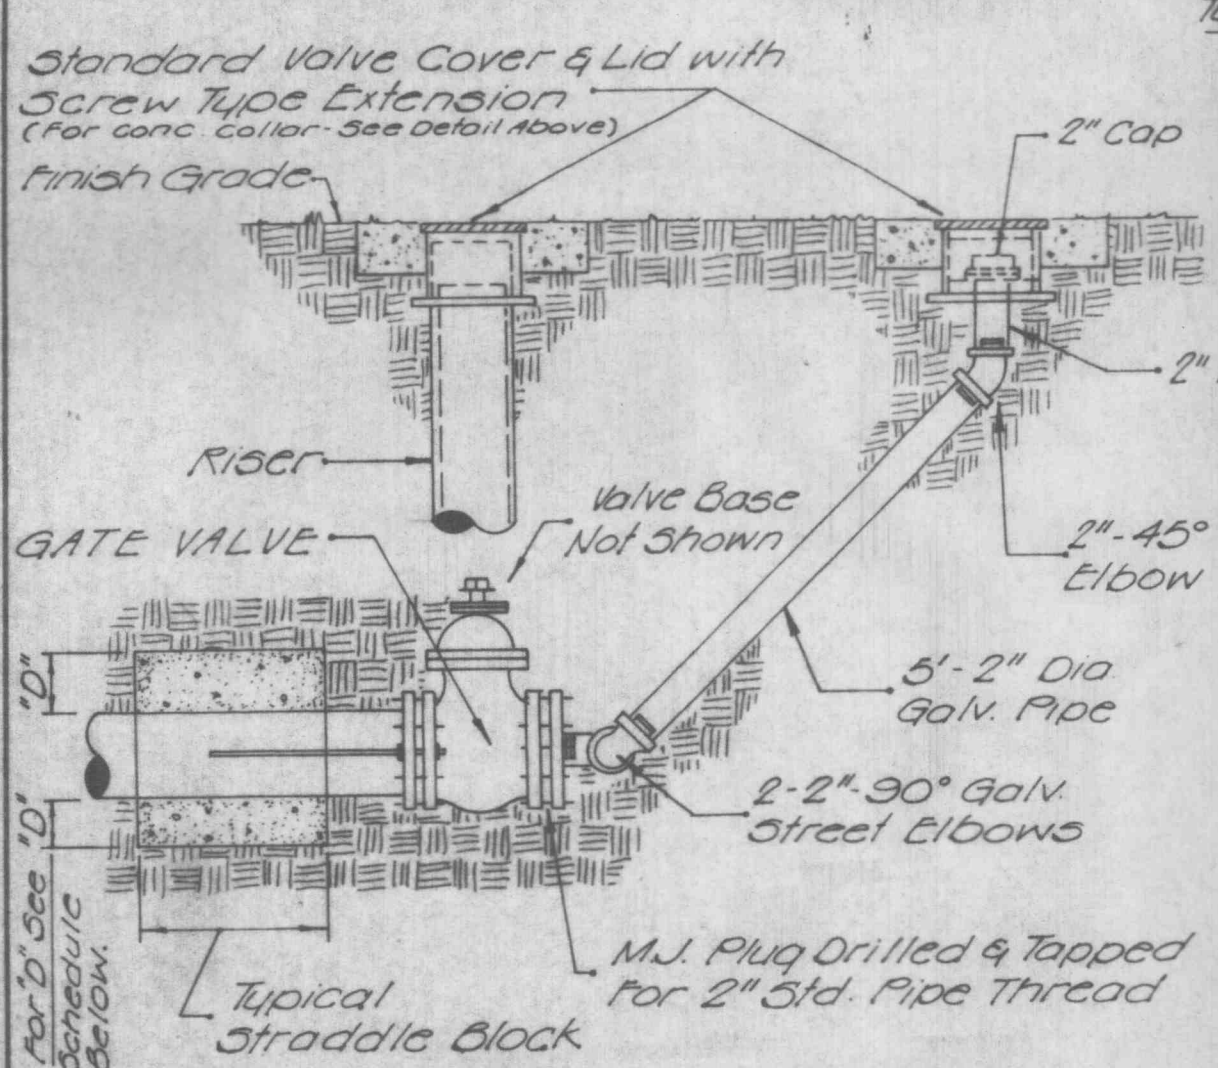 Standard Valve Cover & Lid with
Screw Type Extension
(For Conc. Collar - See Detail Above)
Finish Grade
2" Cap
2"
Riser
Valve Base
Not Shown
GATE VALVE
2"-45°
Elbow
5'-2" Dia.
Galv. Pipe
2-2"-90° Galv.
Street Elbows
"D"
"D"
For "D" See
Schedule
Below.
M.J. Plug Drilled & Tapped
For 2" Std. Pipe Thread
Typical
Straddle Block